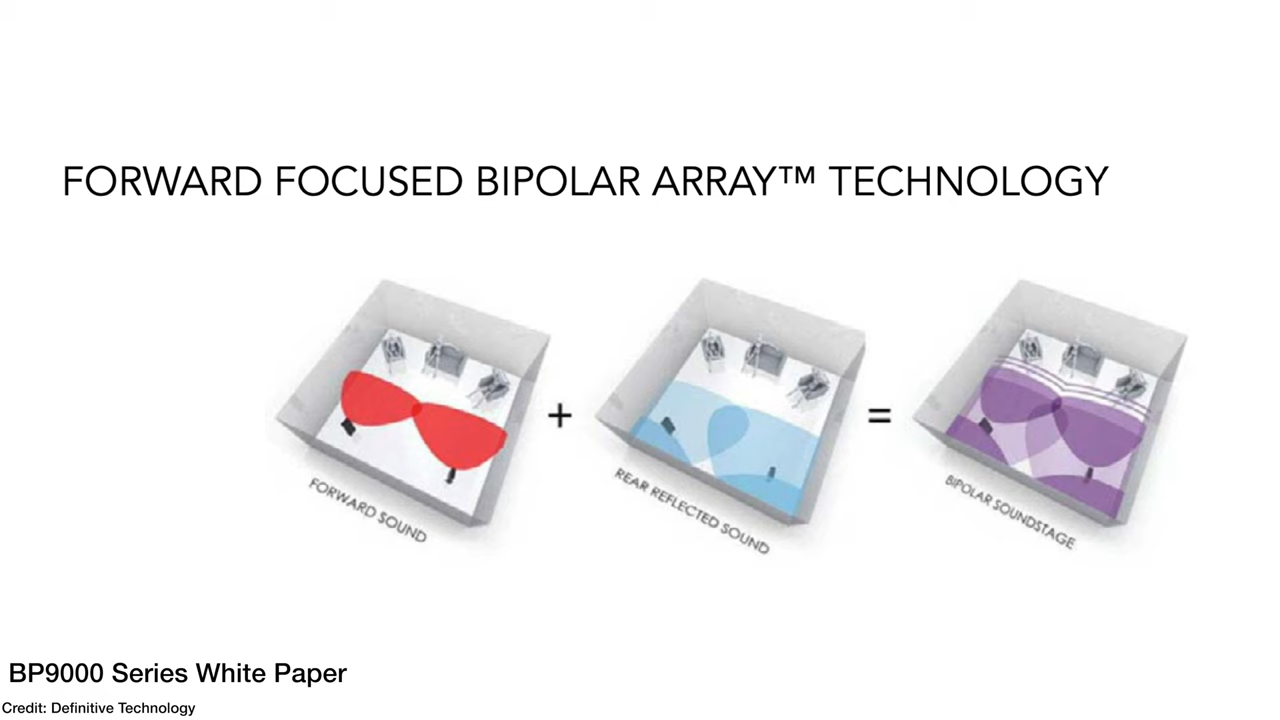 FORWARD FOCUSED BIPOLAR ARRAY™ TECHNOLOGY
+
=
FORWARD SOUND
REAR REFLECTED SOUND
BIPOLAR SOUNDSTAGE
BP9000 Series White Paper
Credit: Definitive Technology